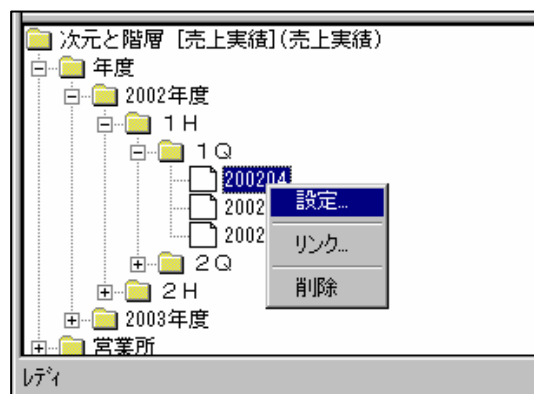 次元と階層 [売上実績](売上実績)
年度
2002年度
1H
1Q
200204
2002
2002
2Q
2H
2003年度
営業所
設定...
リンク...
削除
レディ